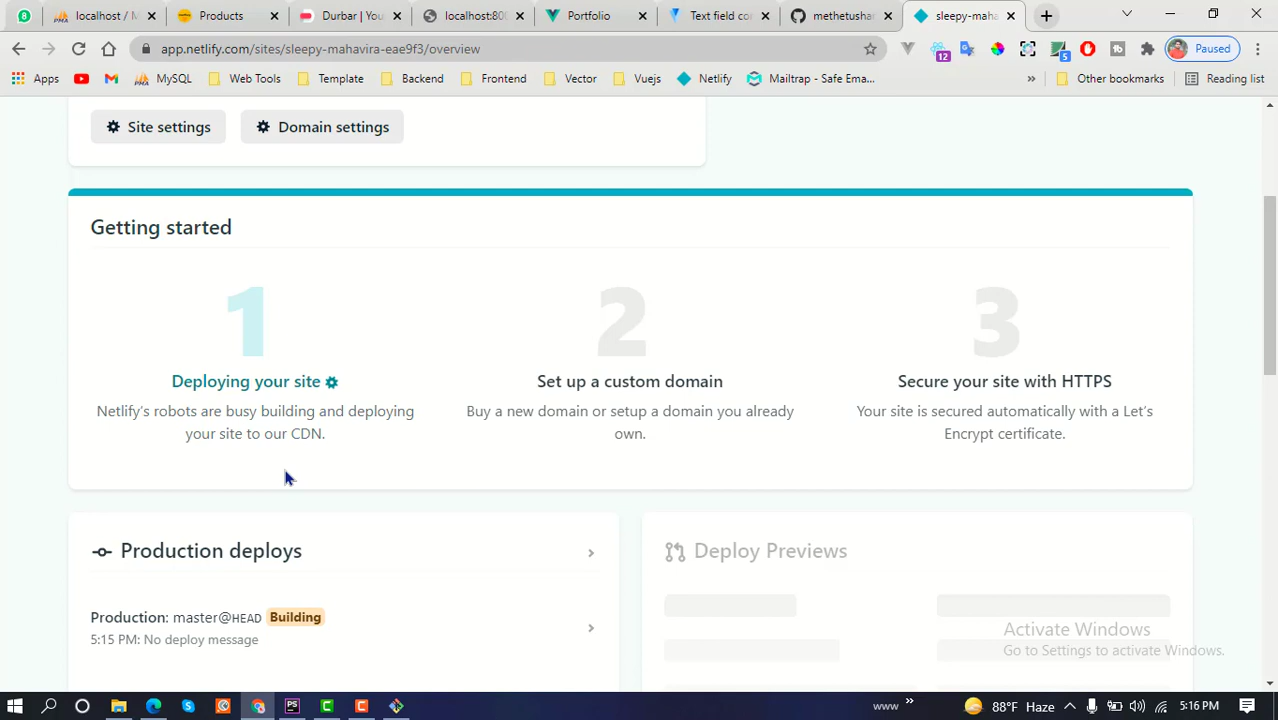 8
localhost / M
Products
Durbar | You
localhost:800
Portfolio
Text field co
methetushar
sleepy-maha
app.netlify.com/sites/sleepy-mahavira-eae9f3/overview
12
5
Paused
Apps
MySQL
Web Tools
Template
Backend
Frontend
Vector
Vuejs
Netlify
Mailtrap - Safe Ema...
»
Other bookmarks
Reading list
Site settings
Domain settings
Getting started
1
2
3
Deploying your site
Set up a custom domain
Secure your site with HTTPS
Netlify's robots are busy building and deploying
your site to our CDN.
Buy a new domain or setup a domain you already
own.
Your site is secured automatically with a Let's
Encrypt certificate.
Production deploys
Deploy Previews
Production: master@HEAD Building
5:15 PM: No deploy message
Activate Windows
Go to Settings to activate Windows.
www
»
88°F Haze
5:16 PM